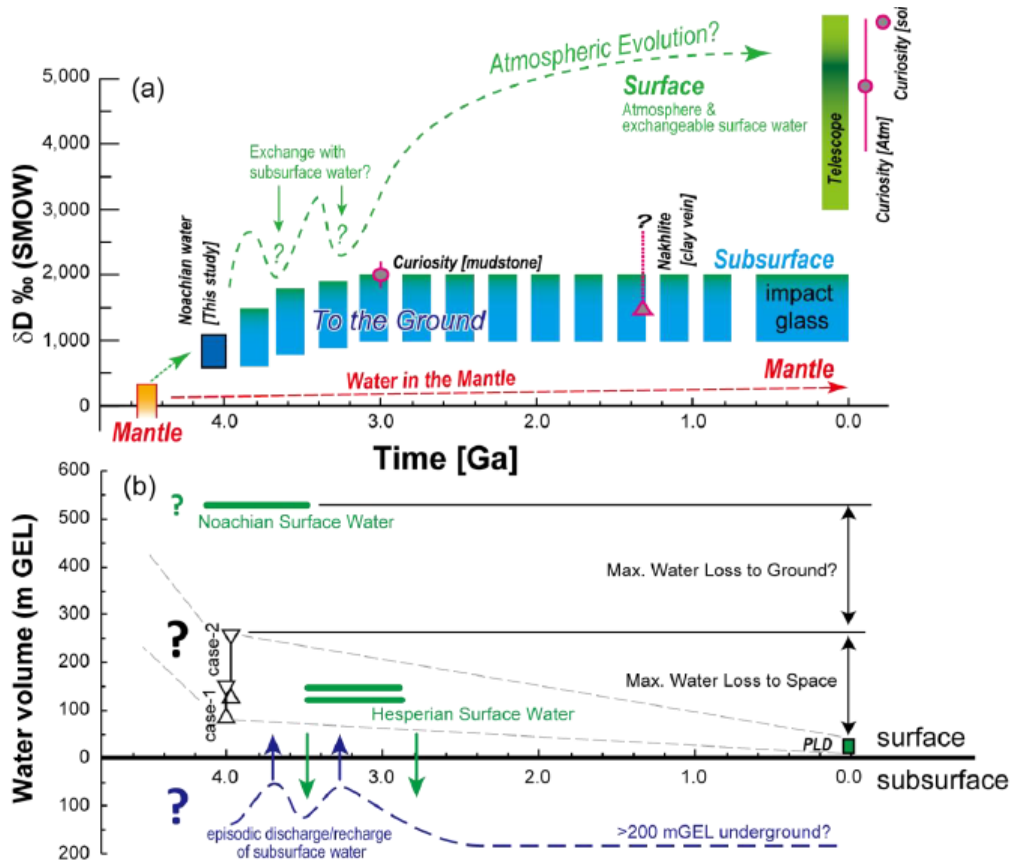 (a)
Atmospheric Evolution?
Surface
Atmosphere &
exchangeable surface water
Exchange with
subsurface water?
?
?
?
Telescope
Curiosity [Atm]
Curiosity [soi
5,000
4,000
3,000
2,000
1,000
0
δD ‰ (SMOW)
Noachian water
[This study]
Curiosity [mudstone]
Nakhlite
[clay vein]
Subsurface
impact
glass
To the Ground
Water in the Mantle
Mantle
Mantle
4.0
3.0
2.0
1.0
0.0
Time [Ga]
(b)
600
500
400
300
200
100
0
100
200
Water volume (m GEL)
?
Noachian Surface Water
Max. Water Loss to Ground?
?
case-2
case-1
Max. Water Loss to Space
Hesperian Surface Water
PLD
surface
4.0
3.0
2.0
1.0
0.0
subsurface
?
episodic discharge/recharge
of subsurface water
>200 mGEL underground?